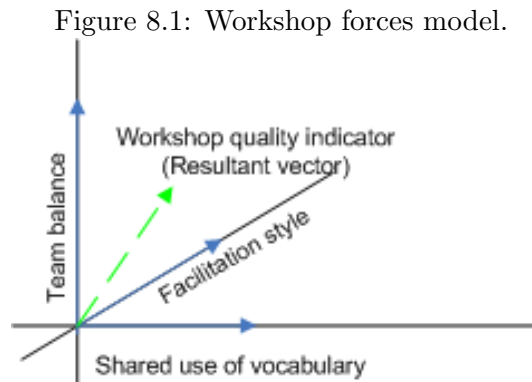 Figure 8.1: Workshop forces model.
Workshop quality indicator
(Resultant vector)
Team balance
Facilitation style
Shared use of vocabulary